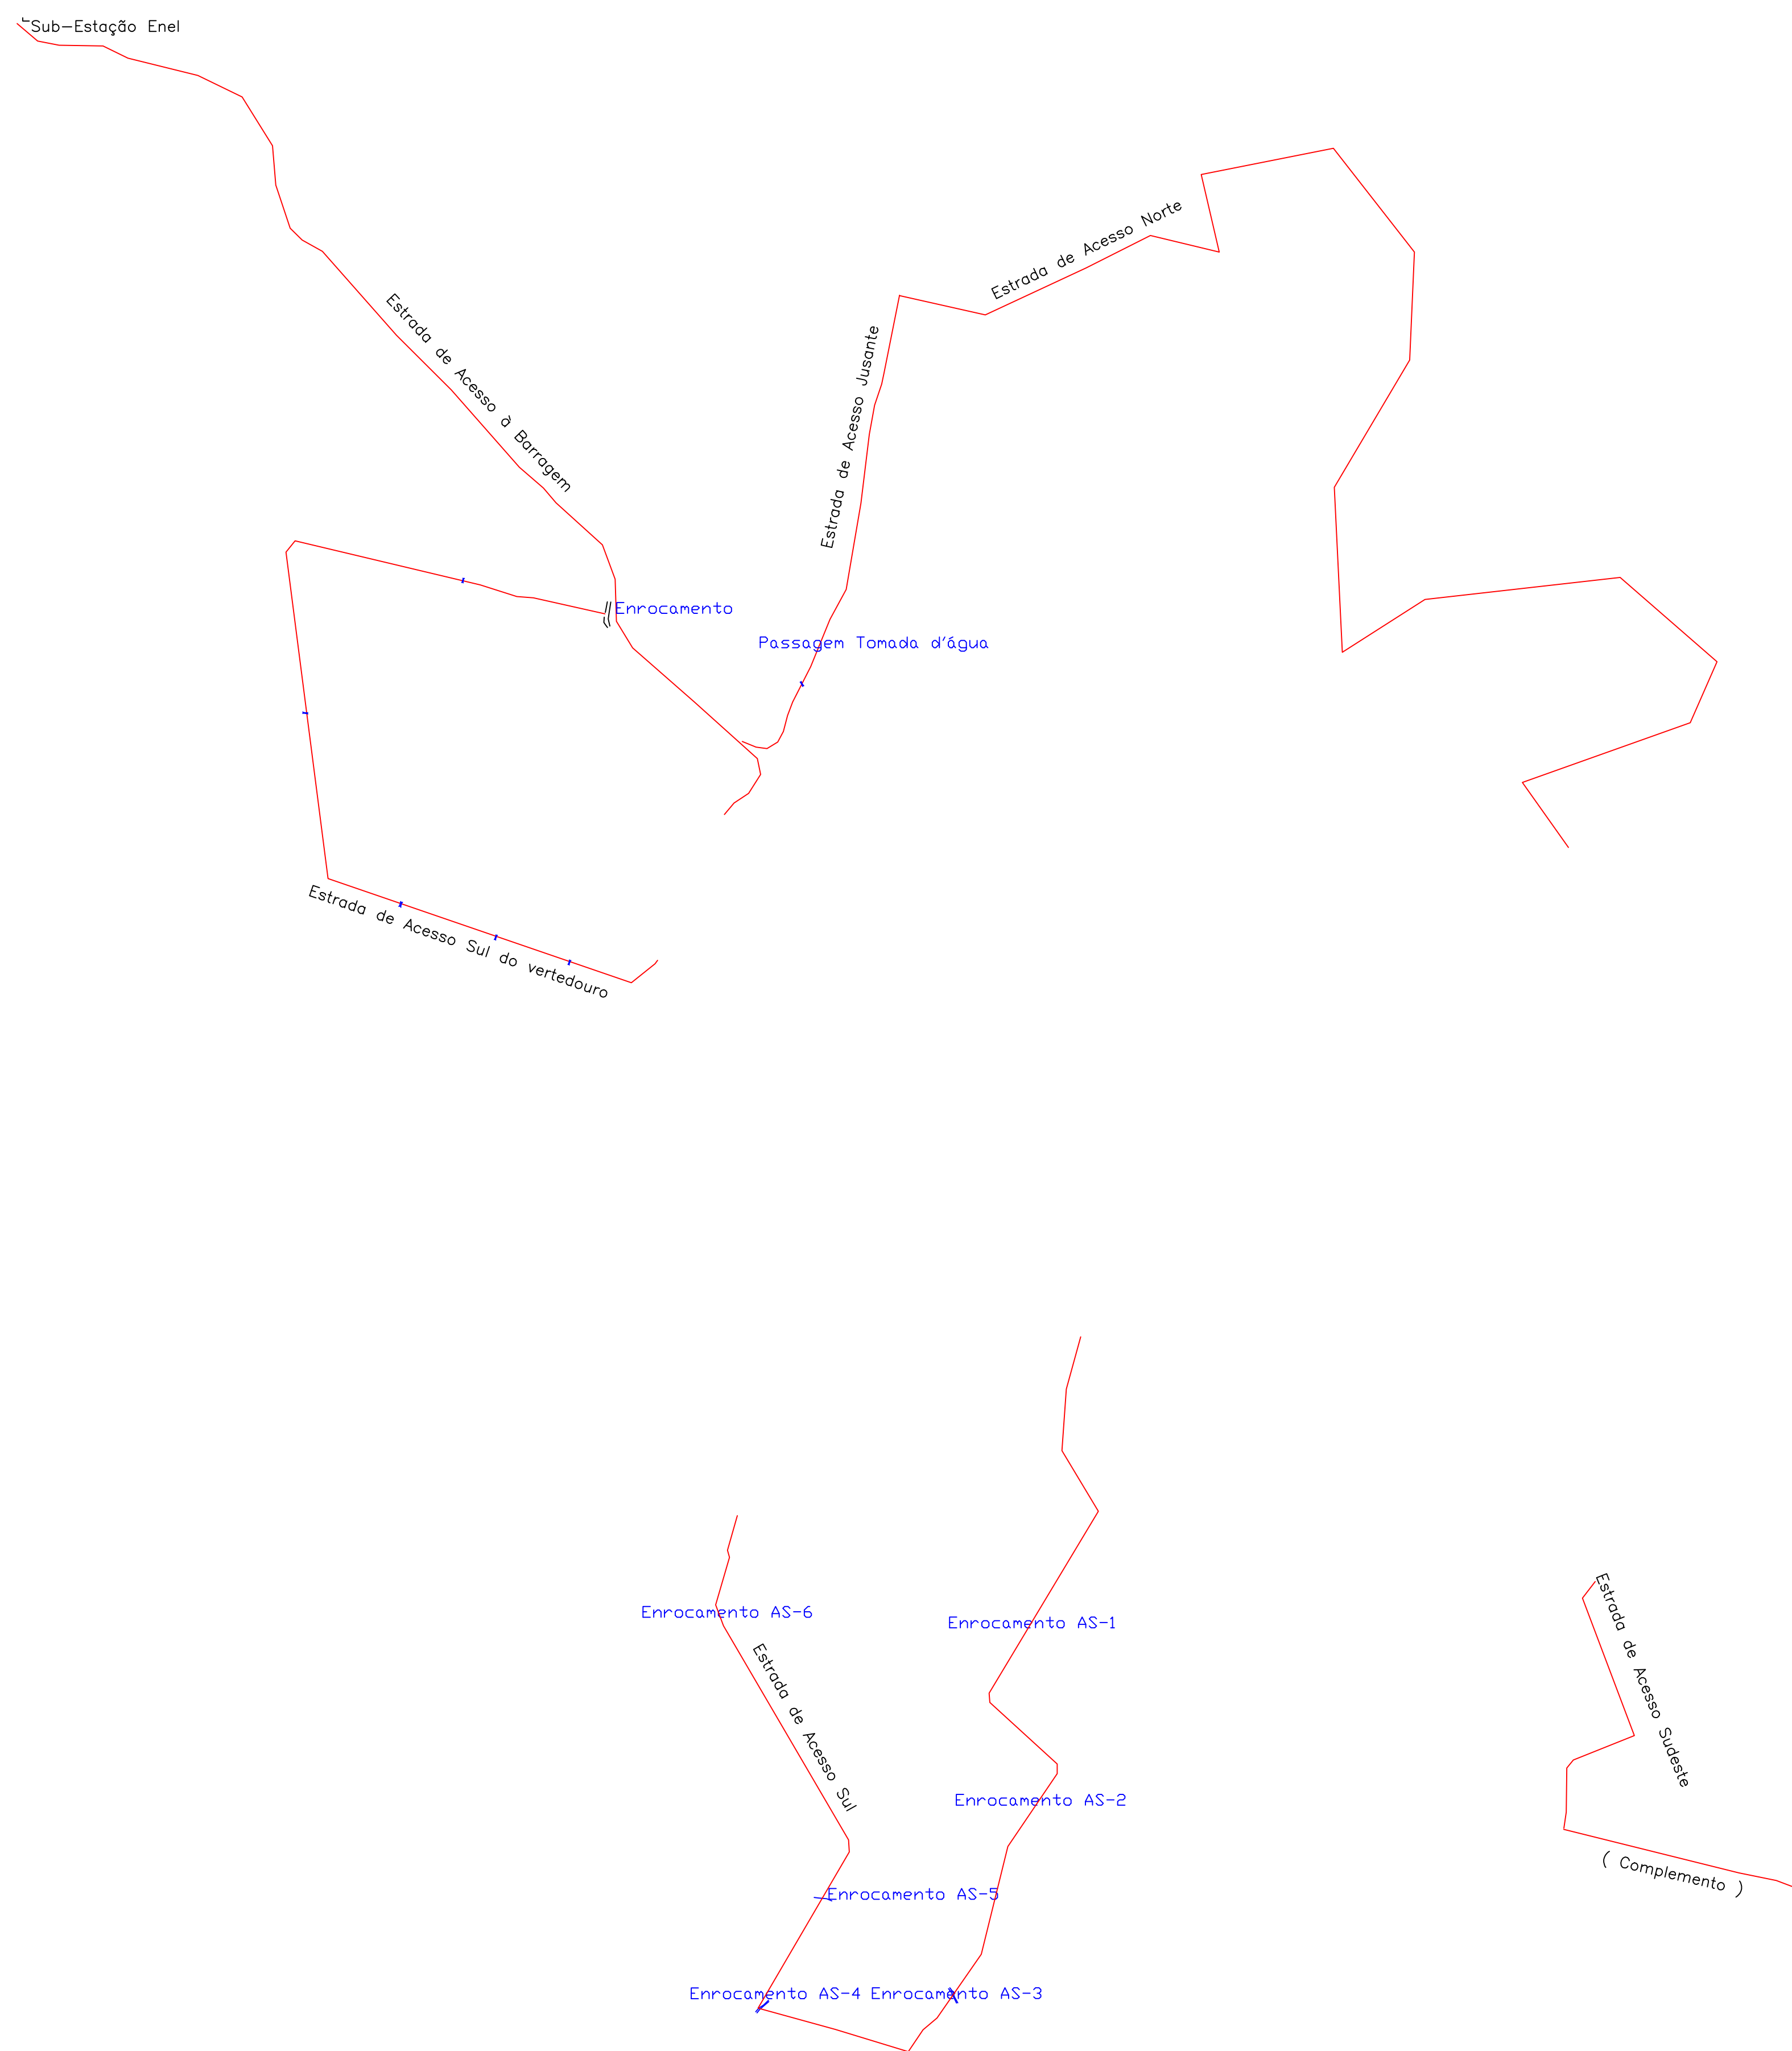 Sub-Estação Enel
Estrada de Acesso Norte
Estrada de Acesso à Barragem
Estrada de Acesso Jusante
Enrocamento
Passagem Tomada d'água
Estrada de Acesso Sul do vertedouro
Estrada de Acesso Sudeste
Enrocamento AS-6
Enrocamento AS-1
Estrada de Acesso Sul
Enrocamento AS-2
( Complemento )
Enrocamento AS-5
Enrocamento AS-4
Enrocamento AS-3